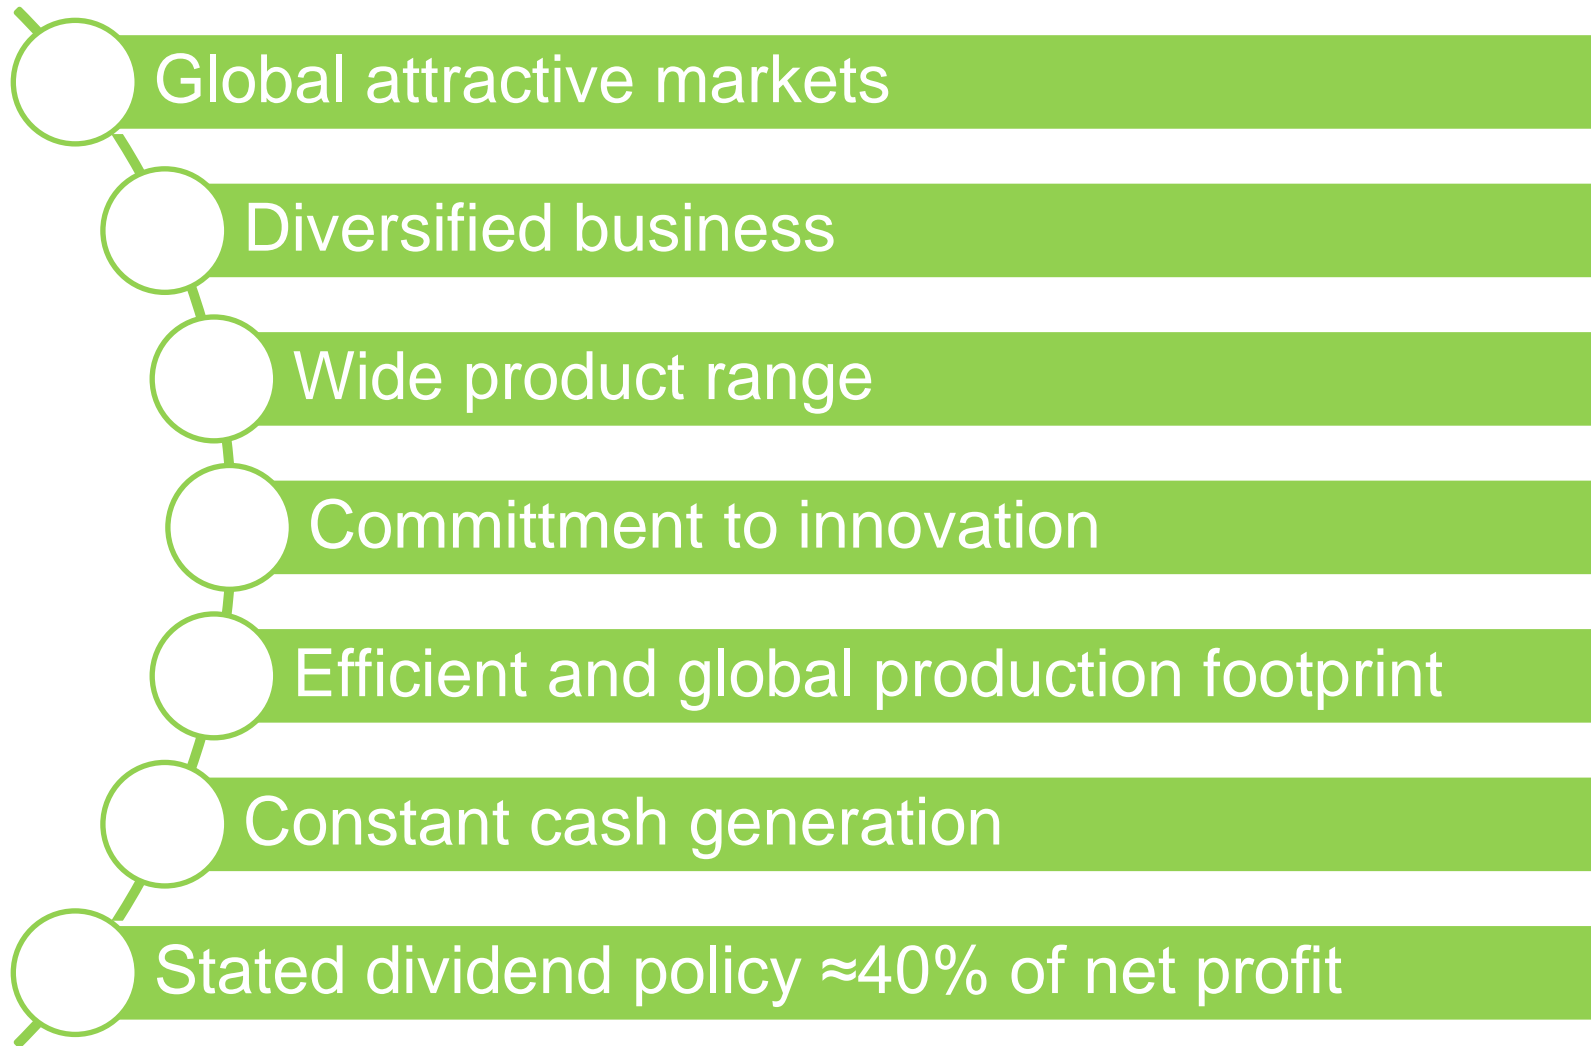 Global attractive markets
Diversified business
Wide product range
Committment to innovation
Efficient and global production footprint
Constant cash generation
Stated dividend policy ≈40% of net profit